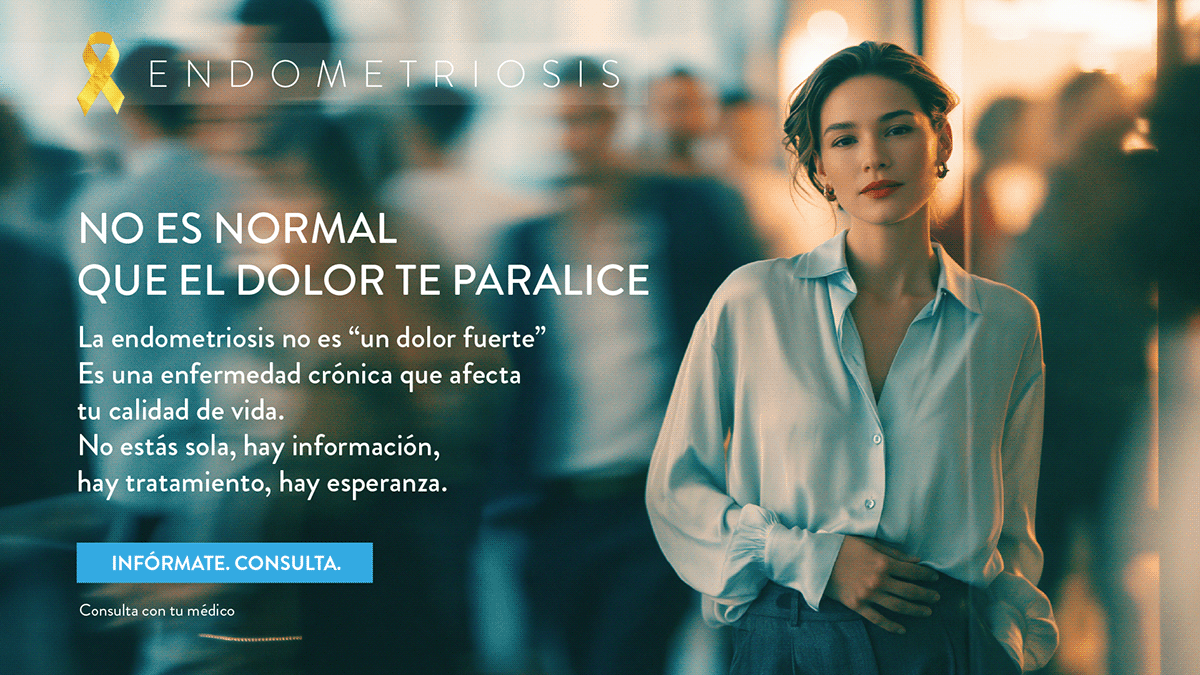 ENDOMETRIOSIS
NO ES NORMAL
QUE EL DOLOR TE PARALICE
La endometriosis no es “un dolor fuerte”
Es una enfermedad crónica que afecta
tu calidad de vida.
No estás sola, hay información,
hay tratamiento, hay esperanza.
INFÓRMATE. CONSULTA.
Consulta con tu médico